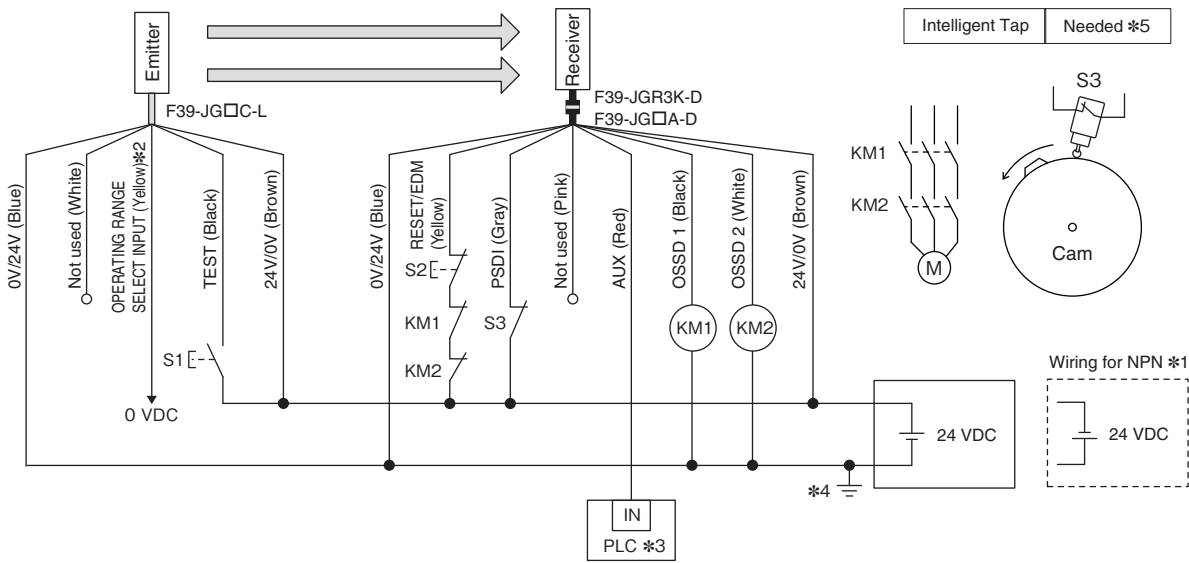 Emitter
Receiver
Intelligent Tap
Needed ✻5
F39-JG□C-L
F39-JGR3K-D
F39-JG□A-D
S3
KM1
KM2
M
Cam
0V/24V (Blue)
Not used (White)
OPERATING RANGE
SELECT INPUT (Yellow)✻2
TEST (Black)
24V/0V (Brown)
0V/24V (Blue)
RESET/EDM
(Yellow)
PSDI (Gray)
Not used (Pink)
AUX (Red)
OSSD 1 (Black)
OSSD 2 (White)
24V/0V (Brown)
S2
KM1
KM2
S3
KM1
KM2
S1
0 VDC
24 VDC
Wiring for NPN ✻1
24 VDC
✻4
IN
PLC ✻3